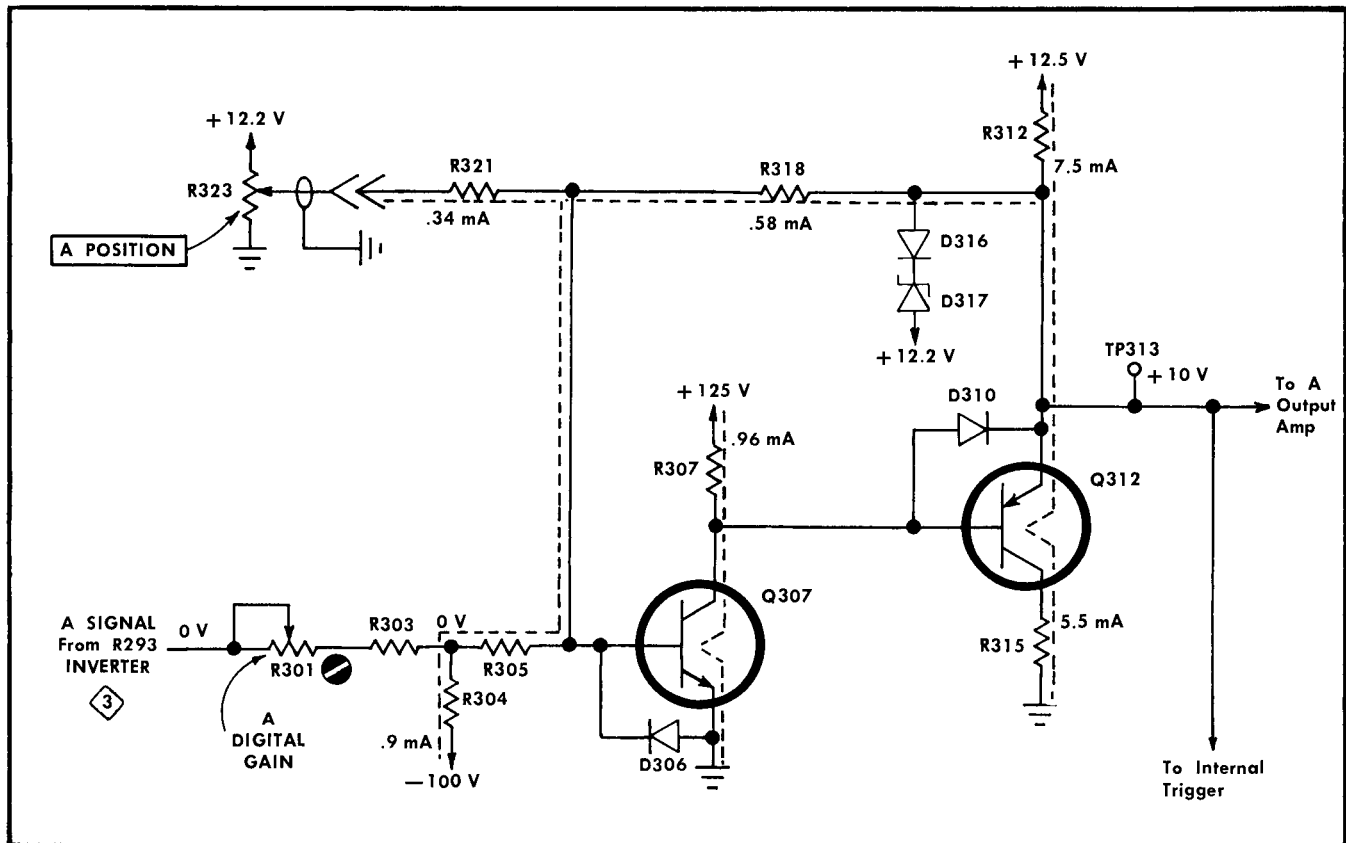 +12.5 V
+12.2 V
R312
R323
R321
R318
7.5 mA
.34 mA
.58 mA
A POSITION
D316
D317
+12.2 V
TP313
+10 V
To A
Output
Amp
+125 V
D310
.96 mA
R307
Q312
Q307
A SIGNAL
From R293
INVERTER
3
0 V
R303
0 V
R301
R305
R304
5.5 mA
R315
A
DIGITAL
GAIN
.9 mA
D306
—100 V
To Internal
Trigger